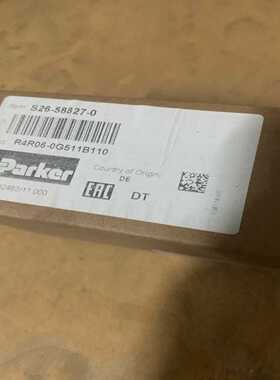 S26-58827-0
R4R06-0G511B110
Parker
Country of Origin:
DE
EAC
DT